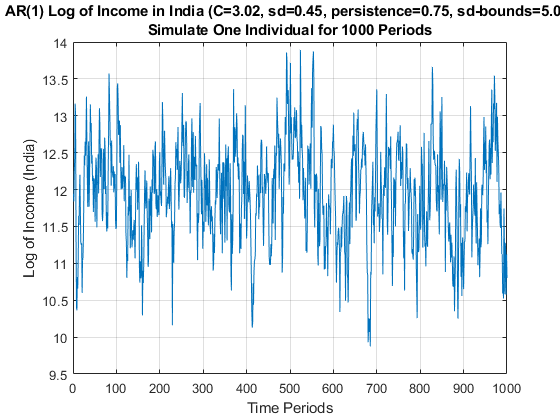 AR(1) Log of Income in India (C=3.02, sd=0.45, persistence=0.75, sd-bounds=5.0
Simulate One Individual for 1000 Periods
14
13.5
13
12.5
12
11.5
11
10.5
10
9.5
Log of Income (India)
0 100 200 300 400 500 600 700 800 900 1000
Time Periods